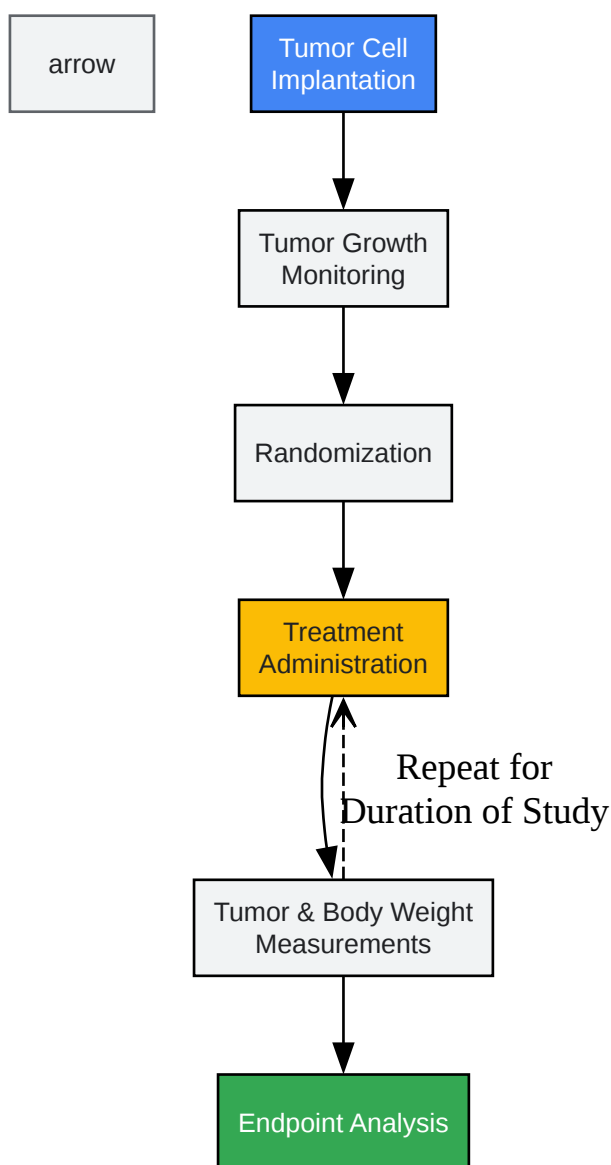 arrow
Tumor Cell
Implantation
Tumor Growth
Monitoring
Randomization
Treatment
Administration
Repeat for
Duration of Study
Tumor & Body Weight
Measurements
Endpoint Analysis